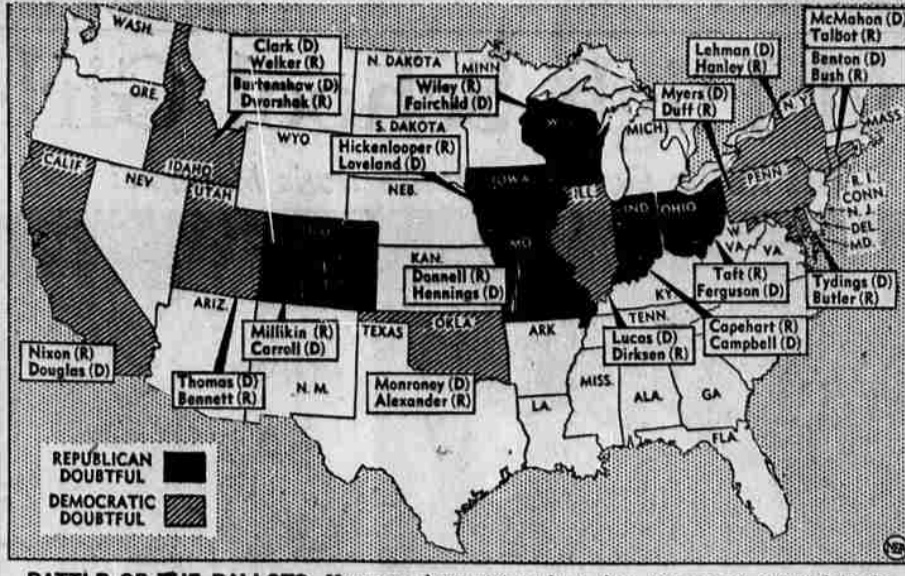 WASH.
ORE.
CALIF
IDAHO
NEV
UTAH
ARIZ.
WYO
N. DAKOTA
S. DAKOTA
NEB.
KAN.
N. M.
TEXAS
OKLA
MINN
IOWA
MO
ARK
LA.
WIS
ILL
MICH
IND
OHIO
KY.
TENN.
MISS.
ALA.
GA
FLA
W. VA.
VA.
PENN.
N. Y.
MASS.
R. I.
CONN.
N. J.
DEL.
MD.
Clark (D)
Welker (R)
Burtenshaw (D)
Dworshak (R)
Wiley (R)
Fairchild (D)
Hickenlooper (R)
Loveland (D)
Lehman (D)
Hanley (R)
McMahon (D)
Talbot (R)
Benton (D)
Bush (R)
Myers (D)
Duff (R)
Donnell (R)
Hennings (D)
Taft (R)
Ferguson (D)
Tydings (D)
Butler (R)
Nixon (R)
Douglas (D)
Thomas (D)
Bennett (R)
Millikin (R)
Carroll (D)
Monroney (D)
Alexander (R)
Lucas (D)
Dirksen (R)
Capehart (R)
Campbell (D)
REPUBLICAN
DOUBTFUL
DEMOCRATIC
DOUBTFUL
NEA